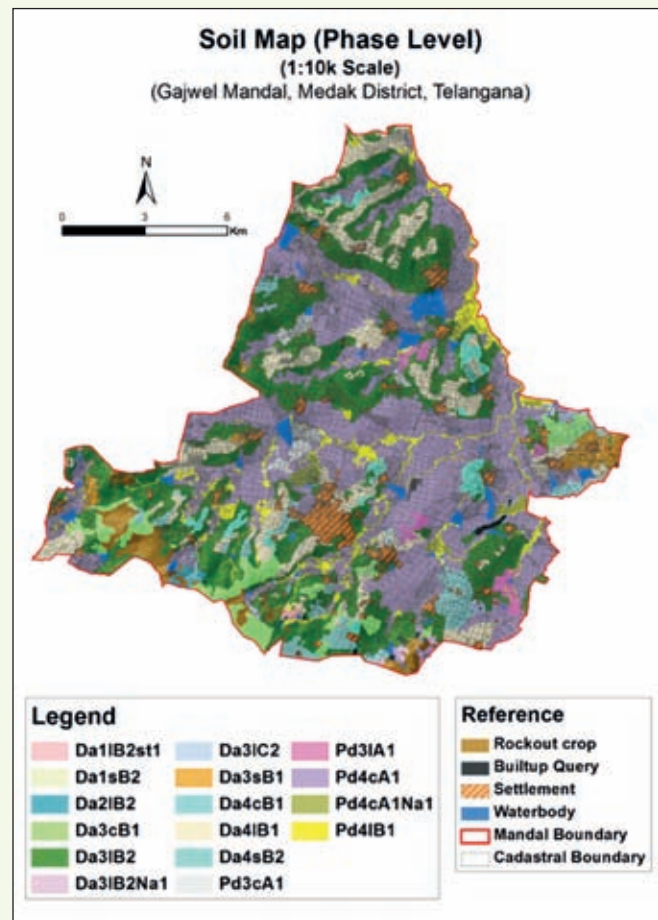 Soil Map (Phase Level)
(1:10k Scale)
(Gajwel Mandal, Medak District, Telangana)
N
0 3 6
Km
Legend
Da1lB2st1
Da1sB2
Da2lB2
Da3cB1
Da3lB2
Da3lB2Na1
Da3lC2
Da3sB1
Da4cB1
Da4lB1
Da4sB2
Pd3cA1
Pd3lA1
Pd4cA1
Pd4cA1Na1
Pd4lB1
Reference
Rockout crop
Builtup Query
Settlement
Waterbody
Mandal Boundary
Cadastral Boundary